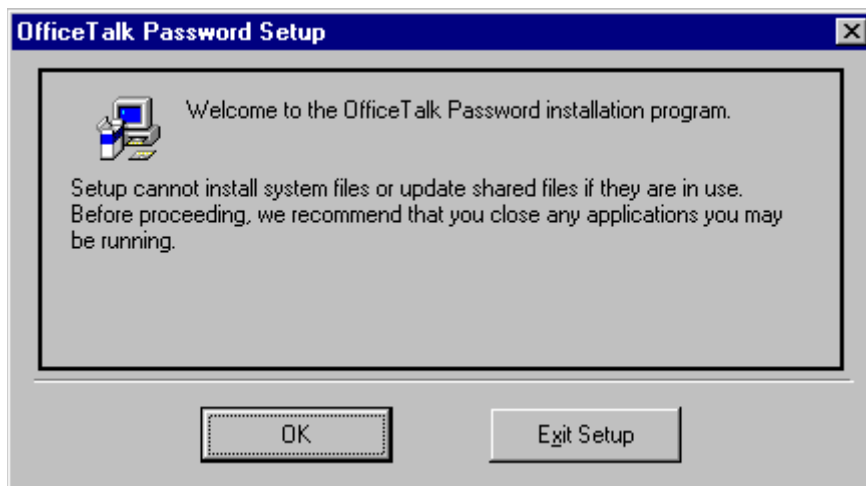 OfficeTalk Password Setup
Welcome to the OfficeTalk Password installation program.
Setup cannot install system files or update shared files if they are in use.
Before proceeding, we recommend that you close any applications you may
be running.
OK
Exit Setup